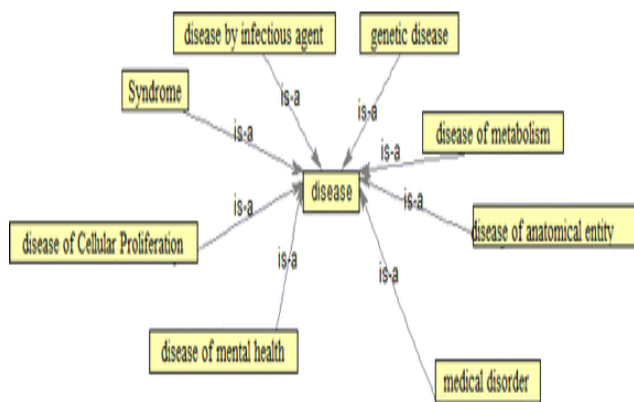 disease by infectious agent
genetic disease
Syndrome
is-a
is-a
is-a
disease of metabolism
is-a
disease
is-a
disease of anatomical entity
is-a
disease of Cellular Proliferation
is-a
is-a
disease of mental health
medical disorder